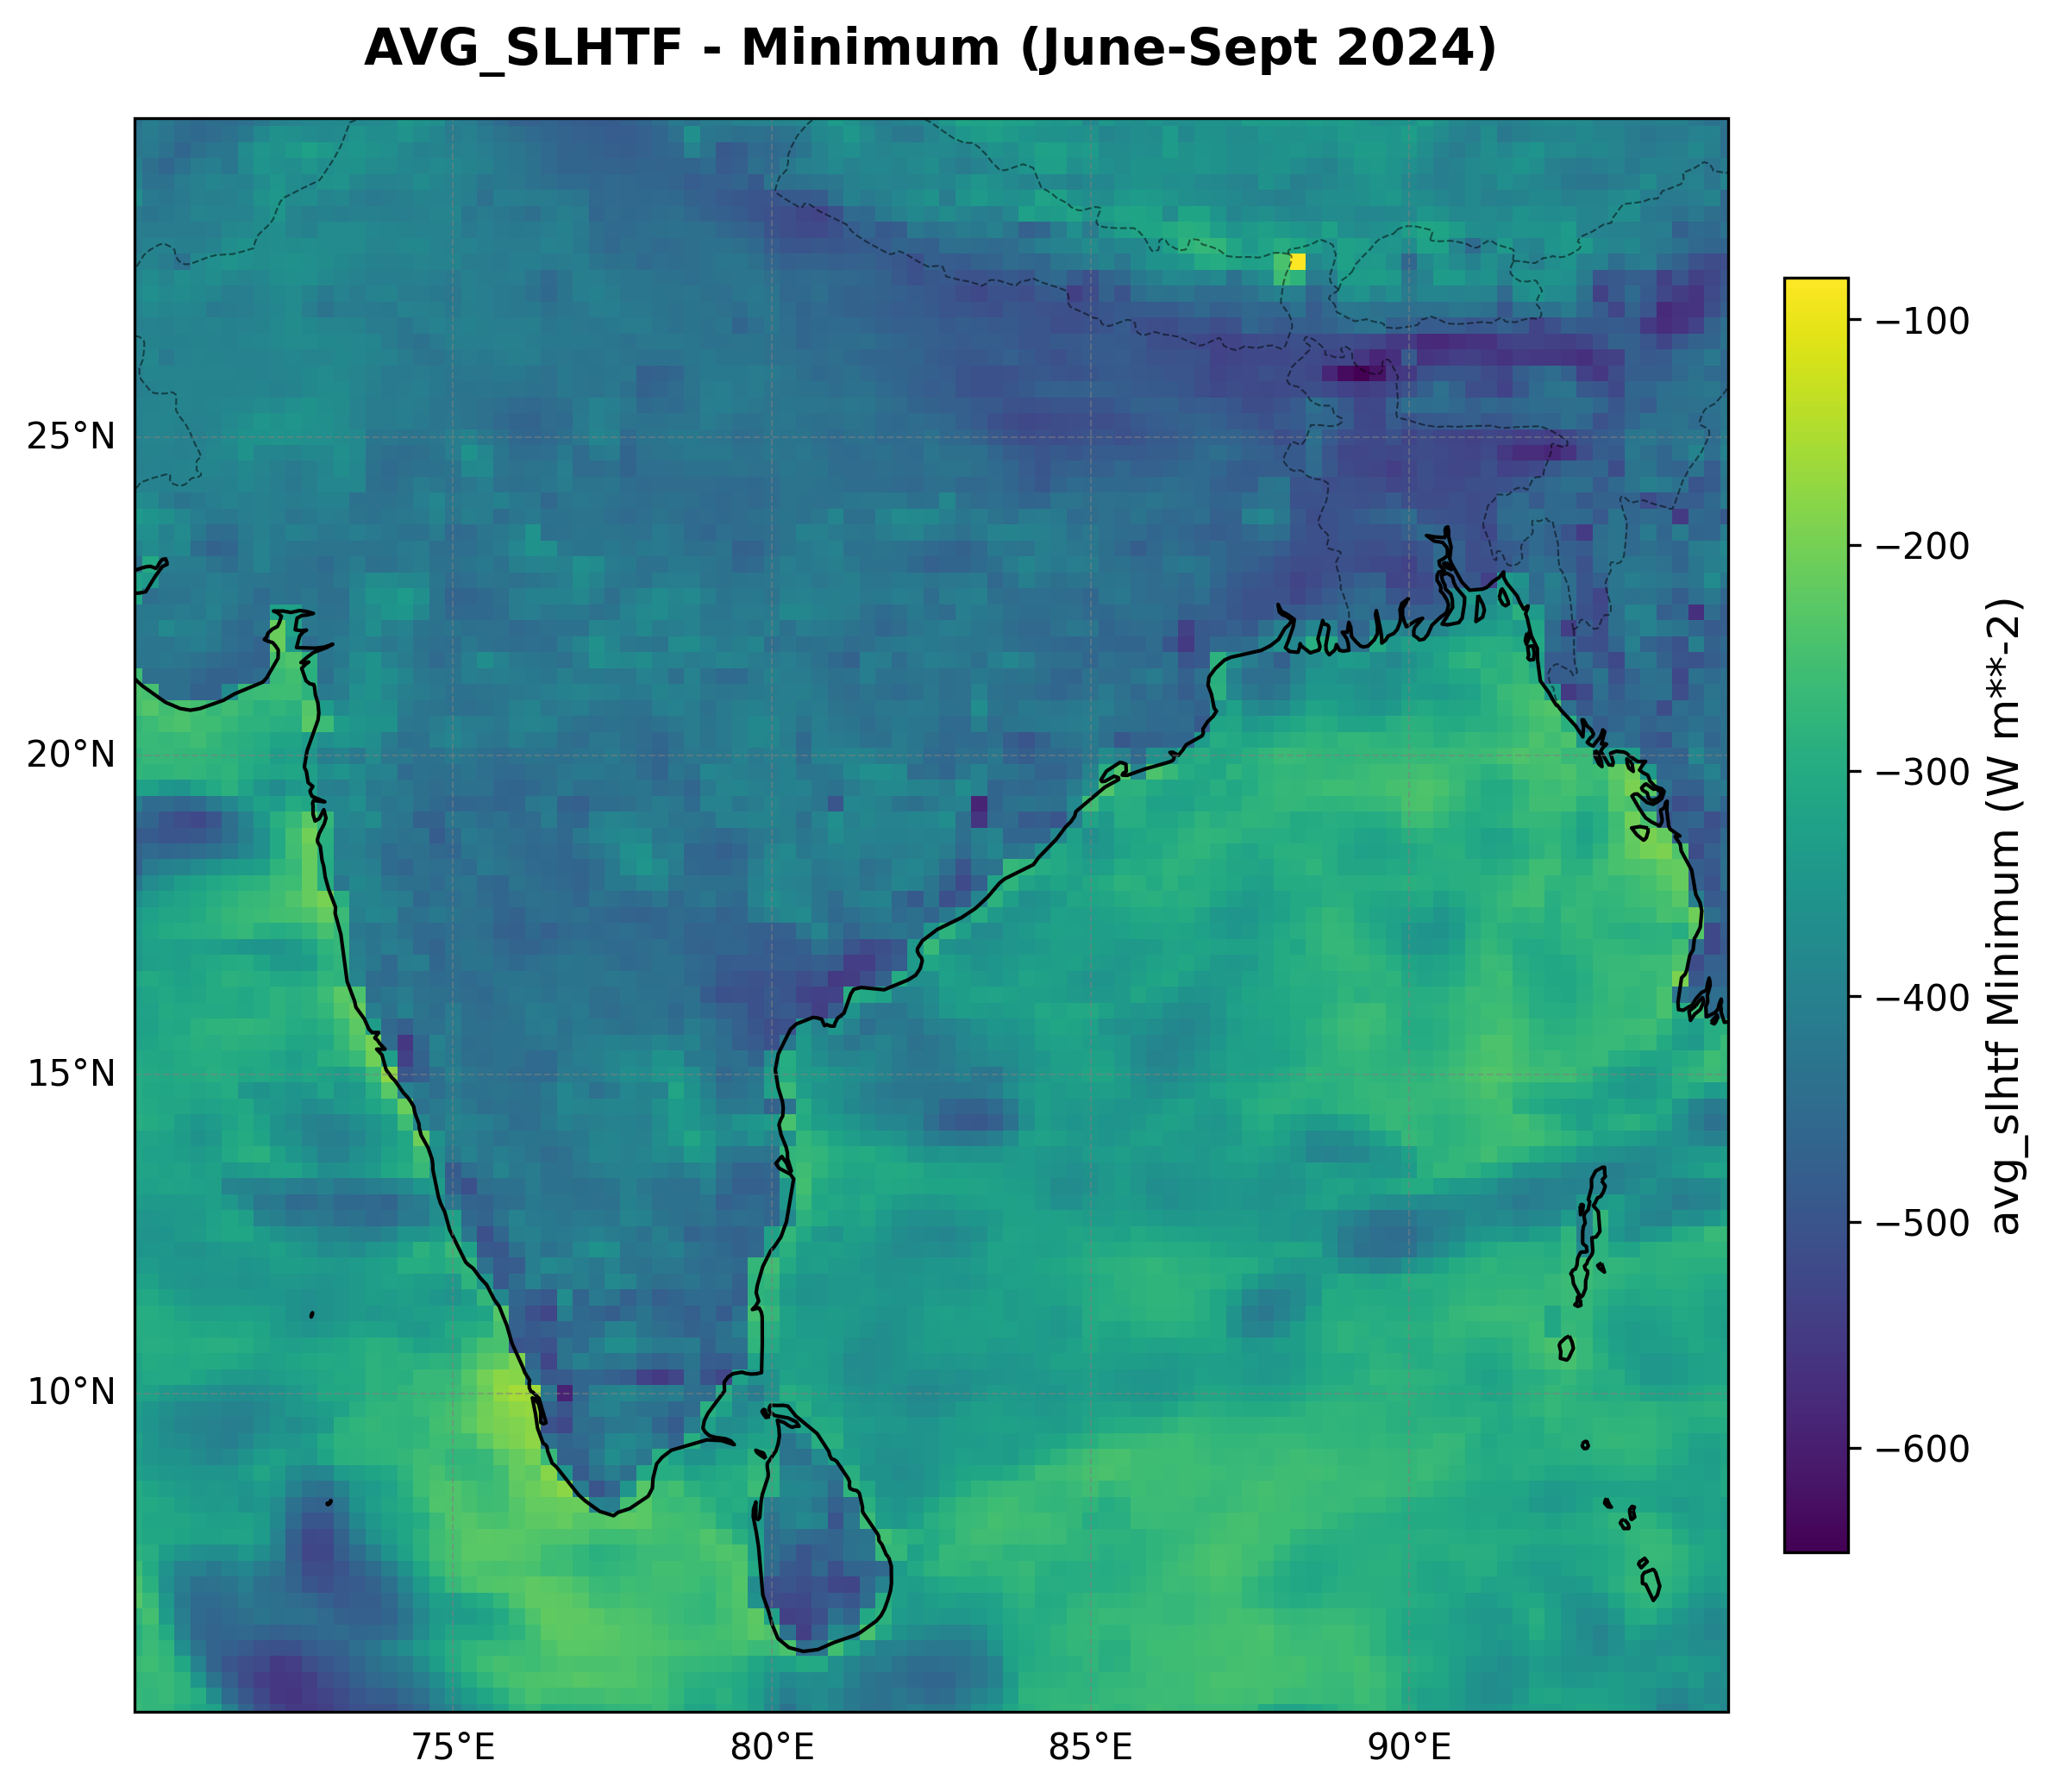 AVG_SLHTF - Minimum (June-Sept 2024)
25°N
20°N
15°N
10°N
75°E
80°E
85°E
90°E
−100
−200
−300
−400
−500
−600
avg_slhtf Minimum (W m**-2)